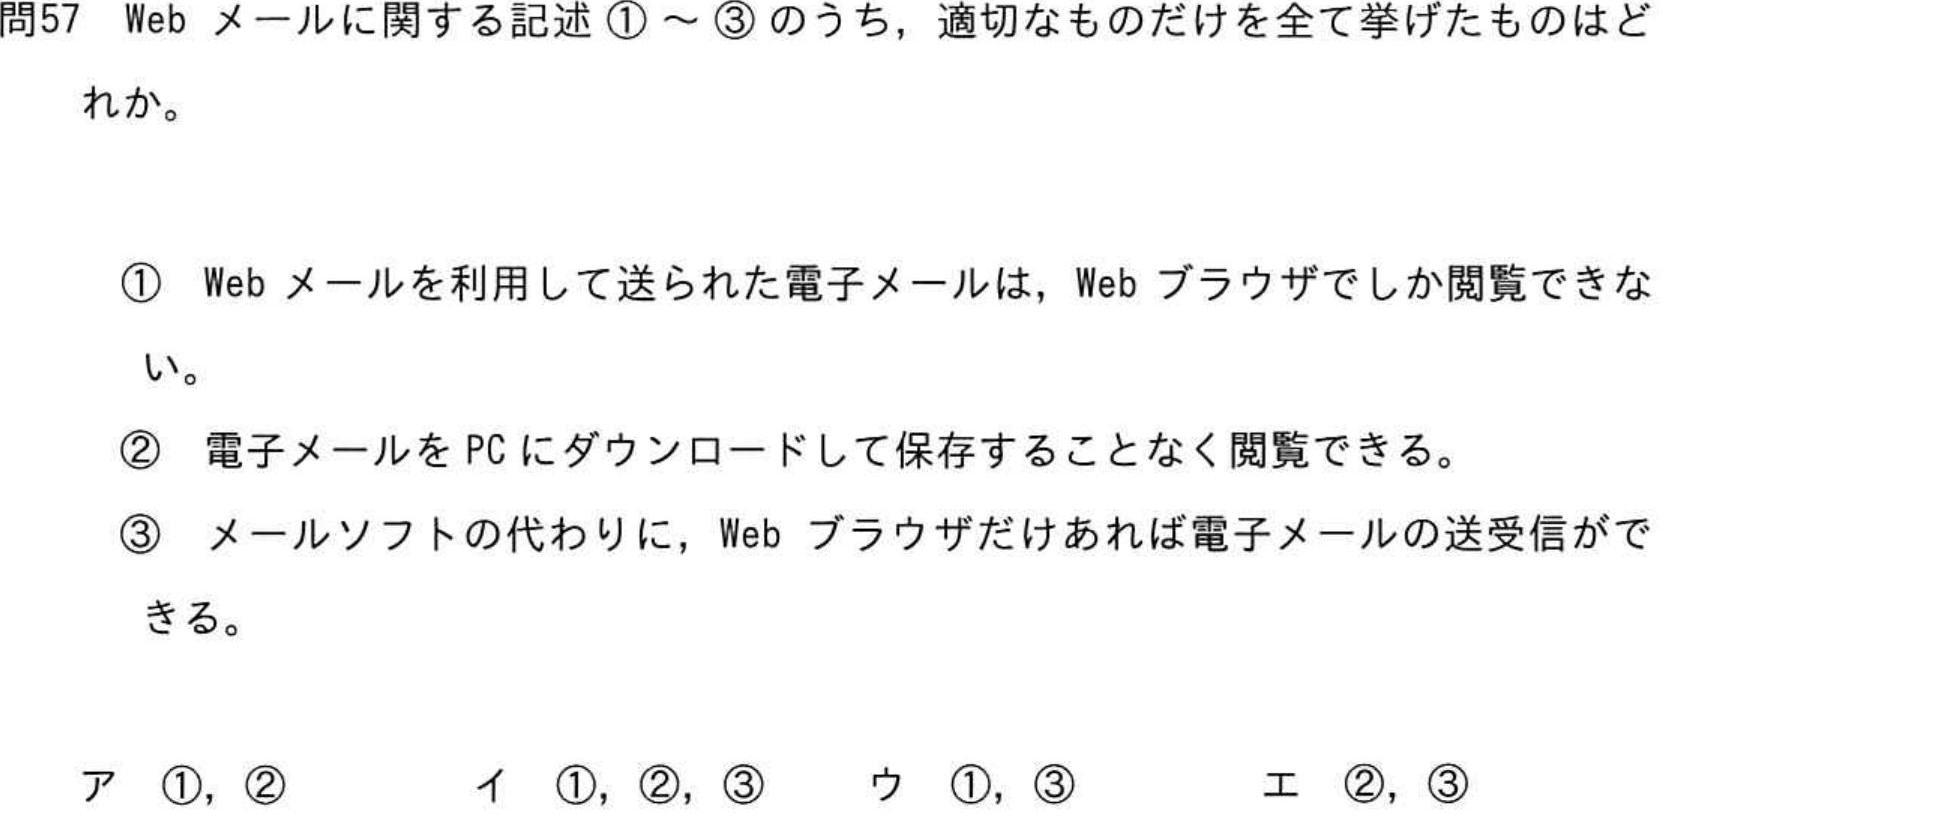 問57　Web メールに関する記述 ① ～ ③ のうち，適切なものだけを全て挙げたものはど
れか。
①　Web メールを利用して送られた電子メールは，Web ブラウザでしか閲覧できな
い。
②　電子メールを PC にダウンロードして保存することなく閲覧できる。
③　メールソフトの代わりに，Web ブラウザだけあれば電子メールの送受信がで
きる。
ア　①，②　　イ　①，②，③　　ウ　①，③　　エ　②，③